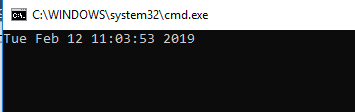 C:\WINDOWS\system32\cmd.exe
Tue Feb 12 11:03:53 2019